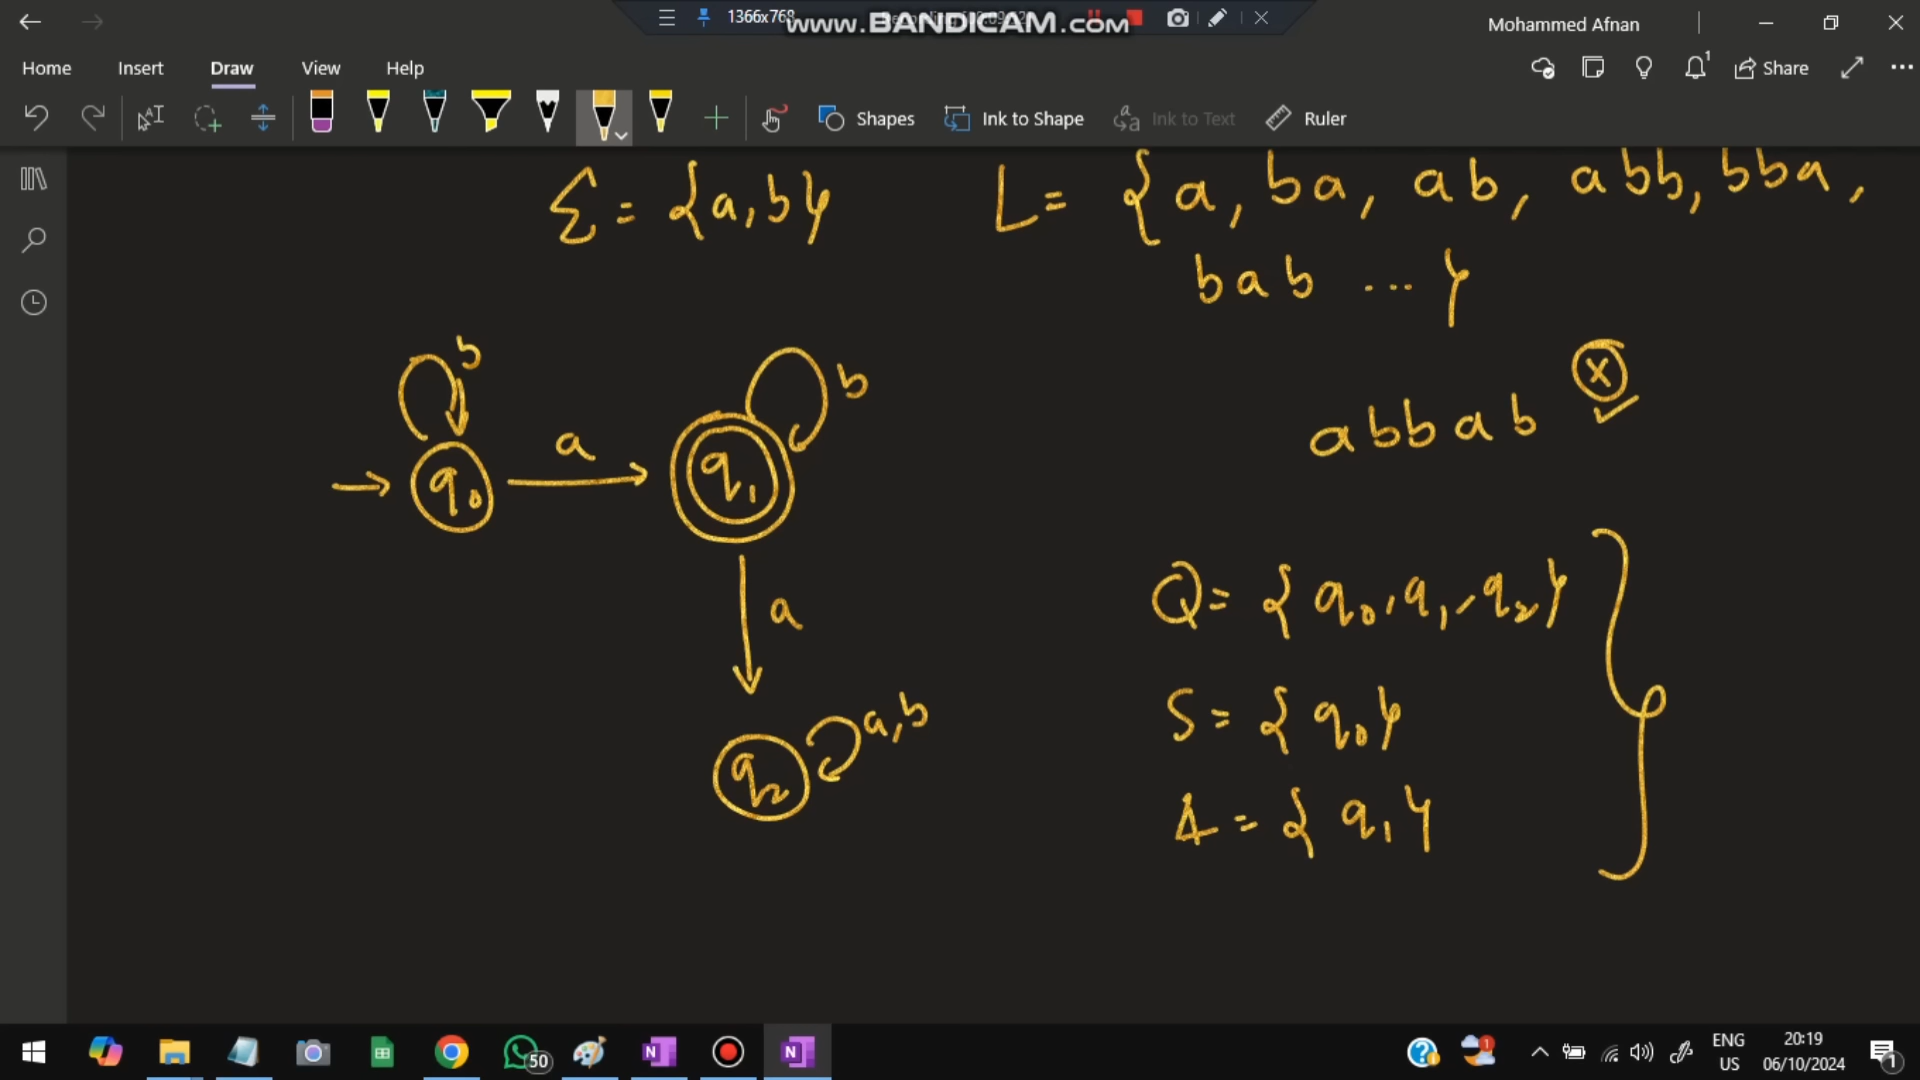 1366x768
www.BANDICAM.com
Mohammed Afnan
Home Insert Draw View Help
Share
Shapes Ink to Shape Ink to Text Ruler
Σ = {a, b}
L = {a, ba, ab, abb, bba,
bab ... }
b
b
a
q0
q1
abbab X
a
Q = { q0, q1, q2}
a, b
q2
S = { q0}
A = { q1}
50
ENG
US
20:19
06/10/2024
1